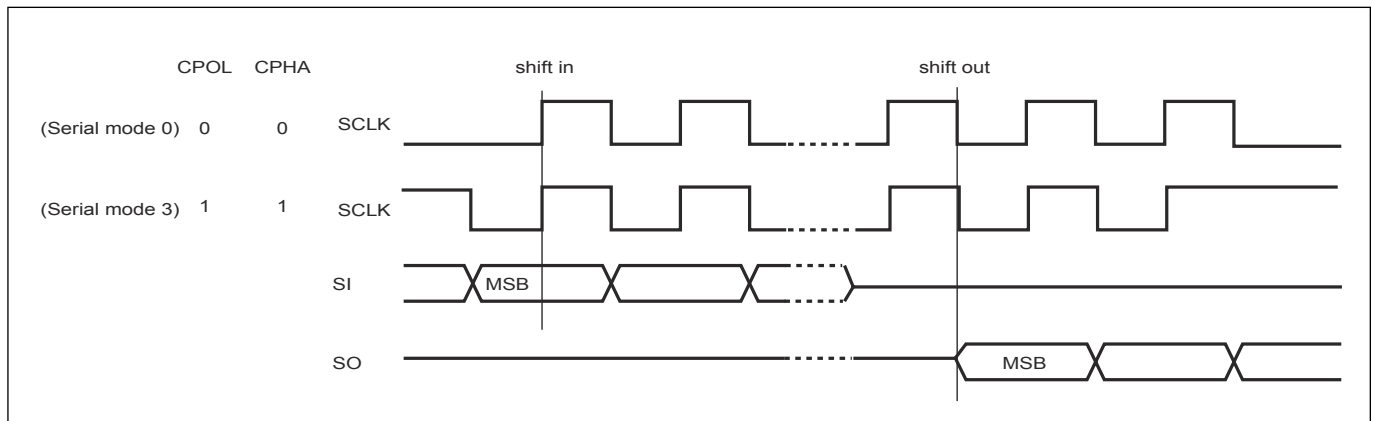 CPOL CPHA shift in shift out
(Serial mode 0) 0 0 SCLK
(Serial mode 3) 1 1 SCLK
SI MSB
SO MSB